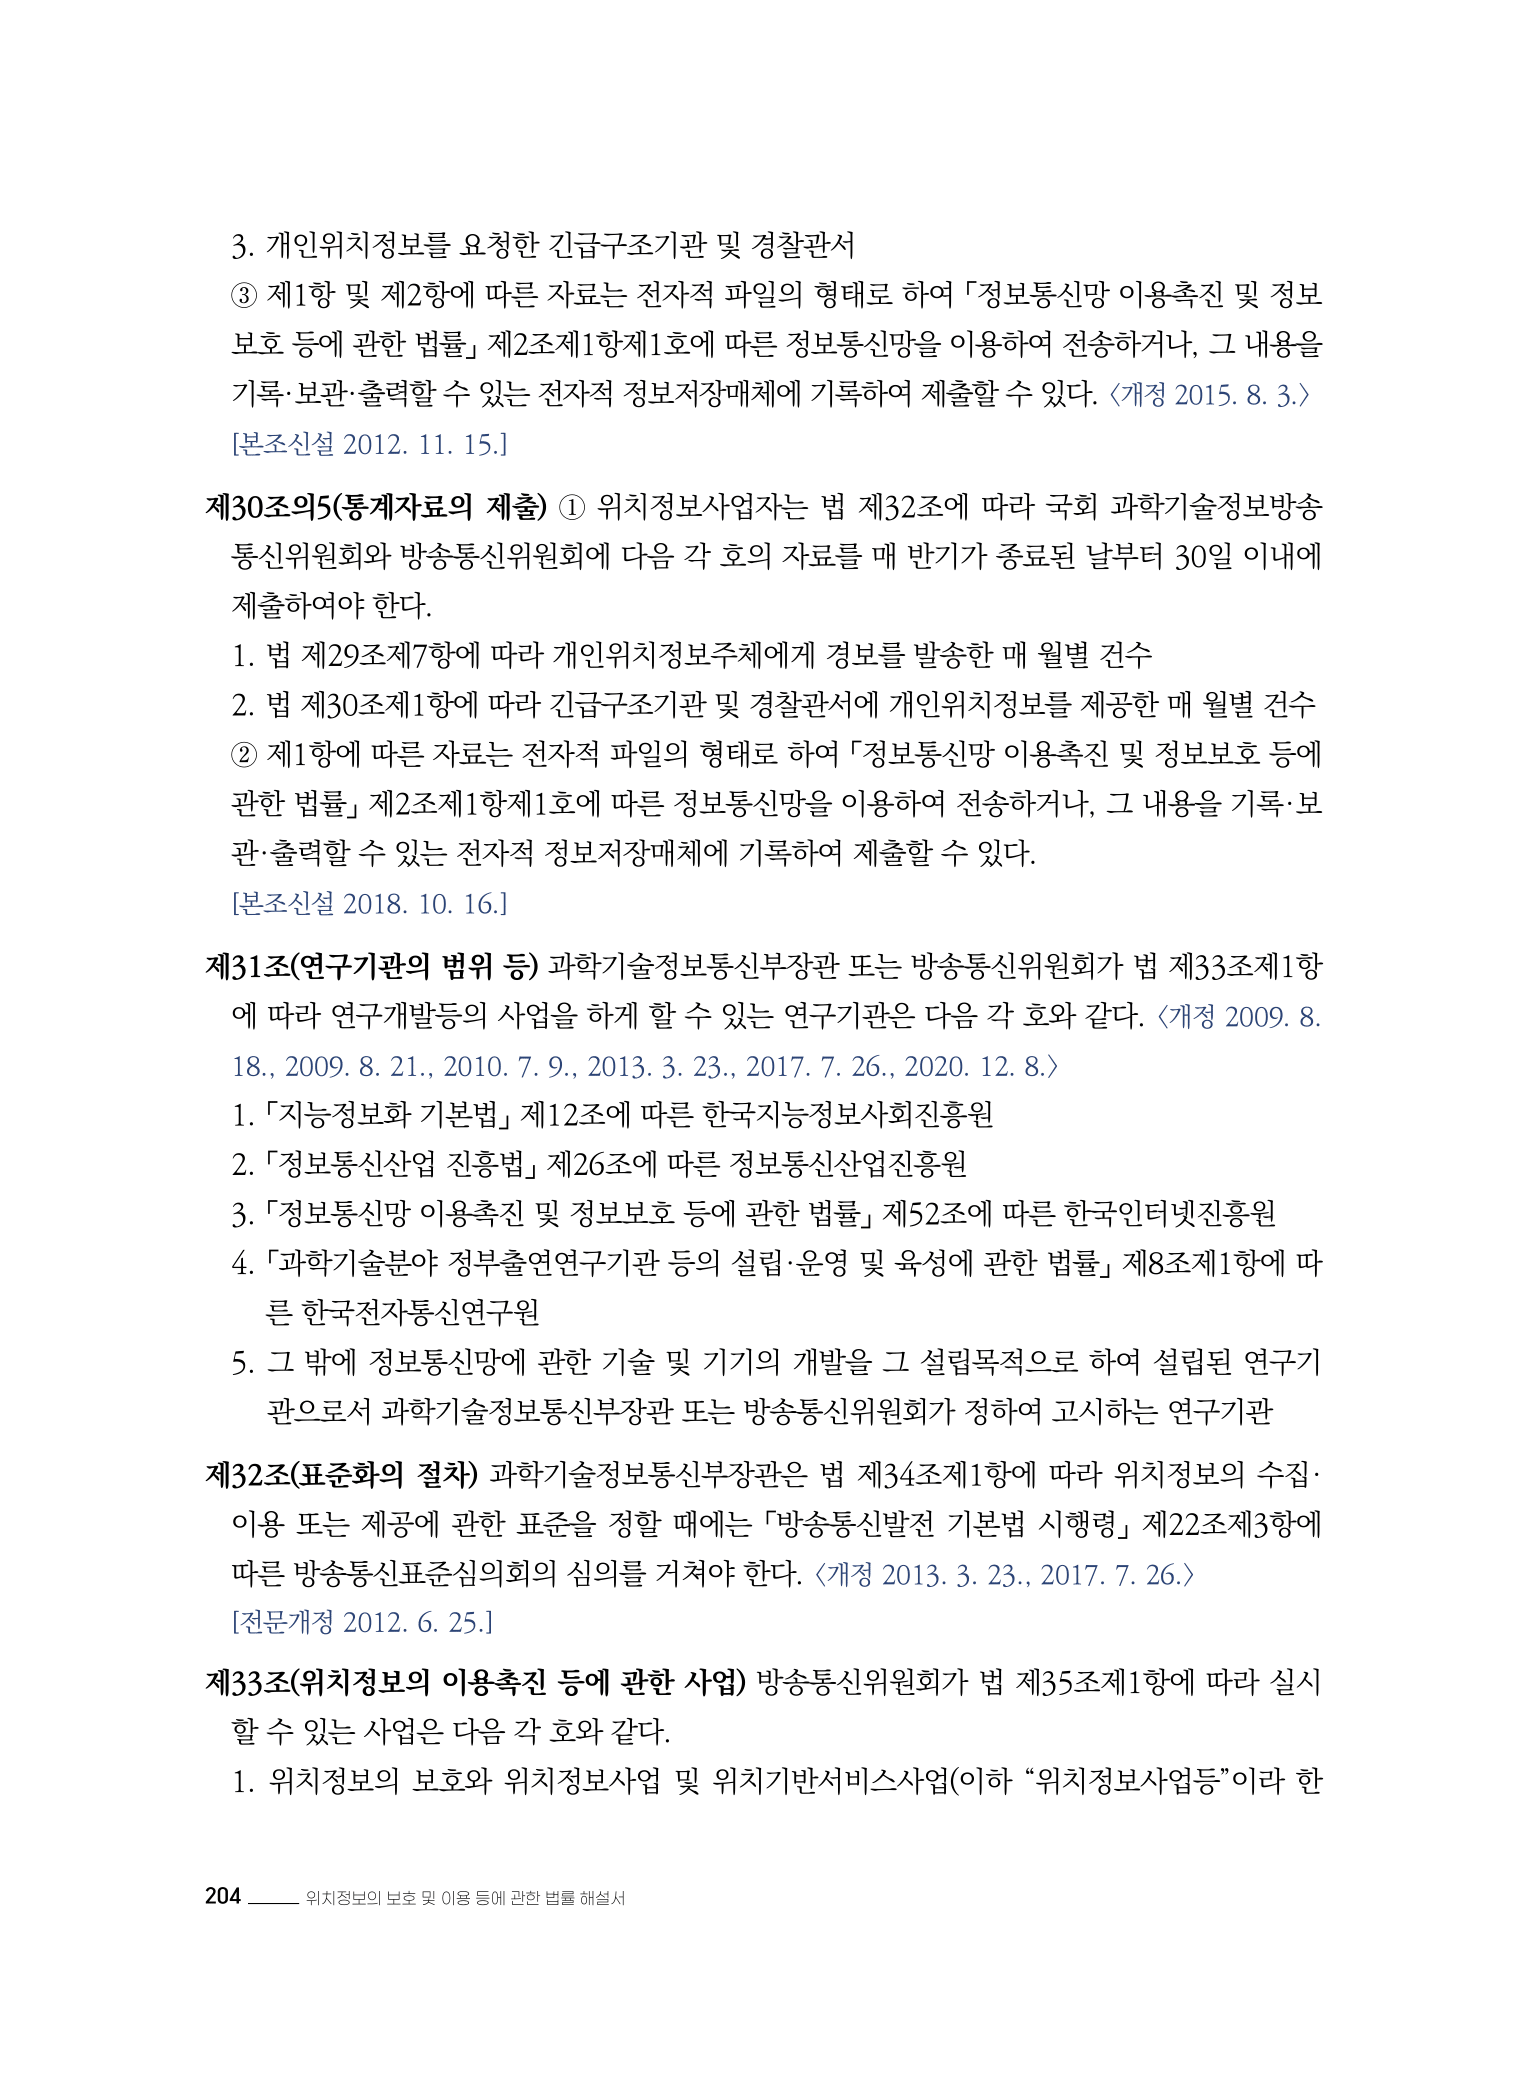 3. 개인위치정보를 요청한 긴급구조기관 및 경찰관서
③ 제1항 및 제2항에 따른 자료는 전자적 파일의 형태로 하여 「정보통신망 이용촉진 및 정보
보호 등에 관한 법률」 제2조제1항제1호에 따른 정보통신망을 이용하여 전송하거나, 그 내용을
기록·보관·출력할 수 있는 전자적 정보저장매체에 기록하여 제출할 수 있다. 〈개정 2015. 8. 3.〉
[본조신설 2012. 11. 15.]
제30조의5(통계자료의 제출) ① 위치정보사업자는 법 제32조에 따라 국회 과학기술정보방송
통신위원회와 방송통신위원회에 다음 각 호의 자료를 매 반기가 종료된 날부터 30일 이내에
제출하여야 한다.
1. 법 제29조제7항에 따라 개인위치정보주체에게 경보를 발송한 매 월별 건수
2. 법 제30조제1항에 따라 긴급구조기관 및 경찰관서에 개인위치정보를 제공한 매 월별 건수
② 제1항에 따른 자료는 전자적 파일의 형태로 하여 「정보통신망 이용촉진 및 정보보호 등에
관한 법률」 제2조제1항제1호에 따른 정보통신망을 이용하여 전송하거나, 그 내용을 기록·보
관·출력할 수 있는 전자적 정보저장매체에 기록하여 제출할 수 있다.
[본조신설 2018. 10. 16.]
제31조(연구기관의 범위 등) 과학기술정보통신부장관 또는 방송통신위원회가 법 제33조제1항
에 따라 연구개발등의 사업을 하게 할 수 있는 연구기관은 다음 각 호와 같다. 〈개정 2009. 8.
18., 2009. 8. 21., 2010. 7. 9., 2013. 3. 23., 2017. 7. 26., 2020. 12. 8.〉
1. 「지능정보화 기본법」 제12조에 따른 한국지능정보사회진흥원
2. 「정보통신산업 진흥법」 제26조에 따른 정보통신산업진흥원
3. 「정보통신망 이용촉진 및 정보보호 등에 관한 법률」 제52조에 따른 한국인터넷진흥원
4. 「과학기술분야 정부출연연구기관 등의 설립·운영 및 육성에 관한 법률」 제8조제1항에 따
른 한국전자통신연구원
5. 그 밖에 정보통신망에 관한 기술 및 기기의 개발을 그 설립목적으로 하여 설립된 연구기
관으로서 과학기술정보통신부장관 또는 방송통신위원회가 정하여 고시하는 연구기관
제32조(표준화의 절차) 과학기술정보통신부장관은 법 제34조제1항에 따라 위치정보의 수집·
이용 또는 제공에 관한 표준을 정할 때에는 「방송통신발전 기본법 시행령」 제22조제3항에
따른 방송통신표준심의회의 심의를 거쳐야 한다. 〈개정 2013. 3. 23., 2017. 7. 26.〉
[전문개정 2012. 6. 25.]
제33조(위치정보의 이용촉진 등에 관한 사업) 방송통신위원회가 법 제35조제1항에 따라 실시
할 수 있는 사업은 다음 각 호와 같다.
1. 위치정보의 보호와 위치정보사업 및 위치기반서비스사업(이하 “위치정보사업등”이라 한
204 위치정보의 보호 및 이용 등에 관한 법률 해설서